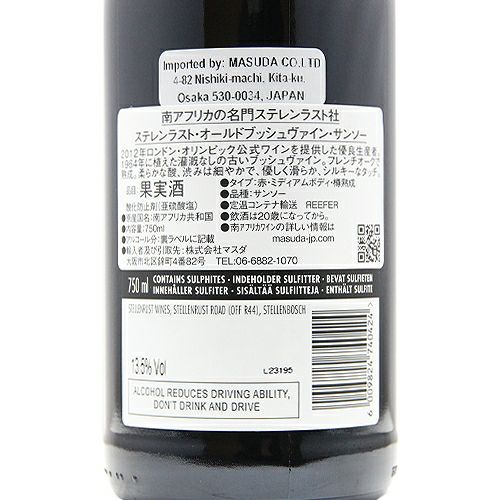 Imported by: MASUDA CO.LTD
4-82 Nishiki-machi, Kita-ku,
Osaka 530-0034, JAPAN
南アフリカの名門ステレンラスト社
ステレンラスト・オールドブッシュヴァイン・サンソー
2012年ロンドン・オリンピック公式ワインを提供した優良生産者。
1964年に植えた灌漑なしの古いブッシュヴァイン。フレンチオークで
熟成。柔らかな酸、渋みは細やかで、優しく滑らか、シルキーなタッチ。
■品目:果実酒
酸化防止剤(亜硫酸塩)
■原産国名:南アフリカ共和国
■内容量:750ml
■アルコール分:裏ラベルに記載
■輸入者及び引取先:株式会社マスダ
大阪市北区錦町4番82号 TEL:06-6882-1070
●タイプ:赤・ミディアムボディ・樽熟成
●品種:サンソー
●定温コンテナ輸送 REEFER
●飲酒は20歳になってから。
●南アフリカワインの詳しい情報は
masuda-jp.com
750 ml
CONTAINS SULPHITES · INDEHOLDER SULFITTER · BEVAT SULFIETEN
INNEHÅLLER SULFITER · SISÄLTÄÄ SULFIITTEJA · ENTHÄLT SULFITE
STELLENRUST WINES, STELLENRUST ROAD (OFF R44), STELLENBOSCH
13.5% Vol
L23195
ALCOHOL REDUCES DRIVING ABILITY,
DON'T DRINK AND DRIVE
6 009824 740424 >